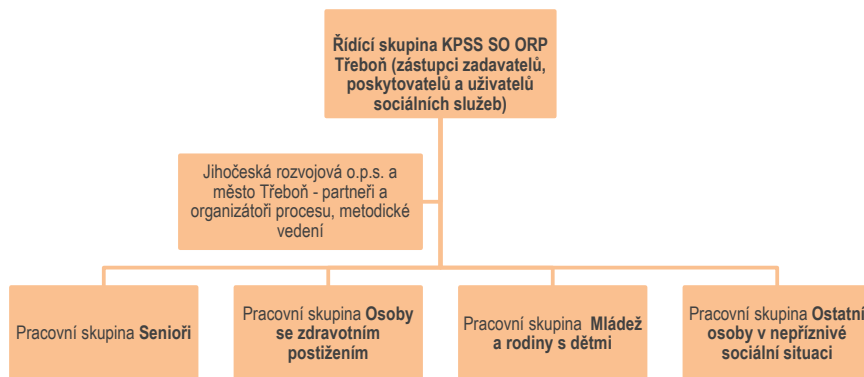 Řídící skupina KPSS SO ORP
Třeboň (zástupci zadavatelů,
poskytovatelů a uživatelů
sociálních služeb)
Jihočeská rozvojová o.p.s. a
město Třeboň - partneři a
organizátoři procesu, metodické
vedení
Pracovní skupina Senioři
Pracovní skupina Osoby
se zdravotním
postižením
Pracovní skupina Mládež
a rodiny s dětmi
Pracovní skupina Ostatní
osoby v nepříznivé
sociální situaci